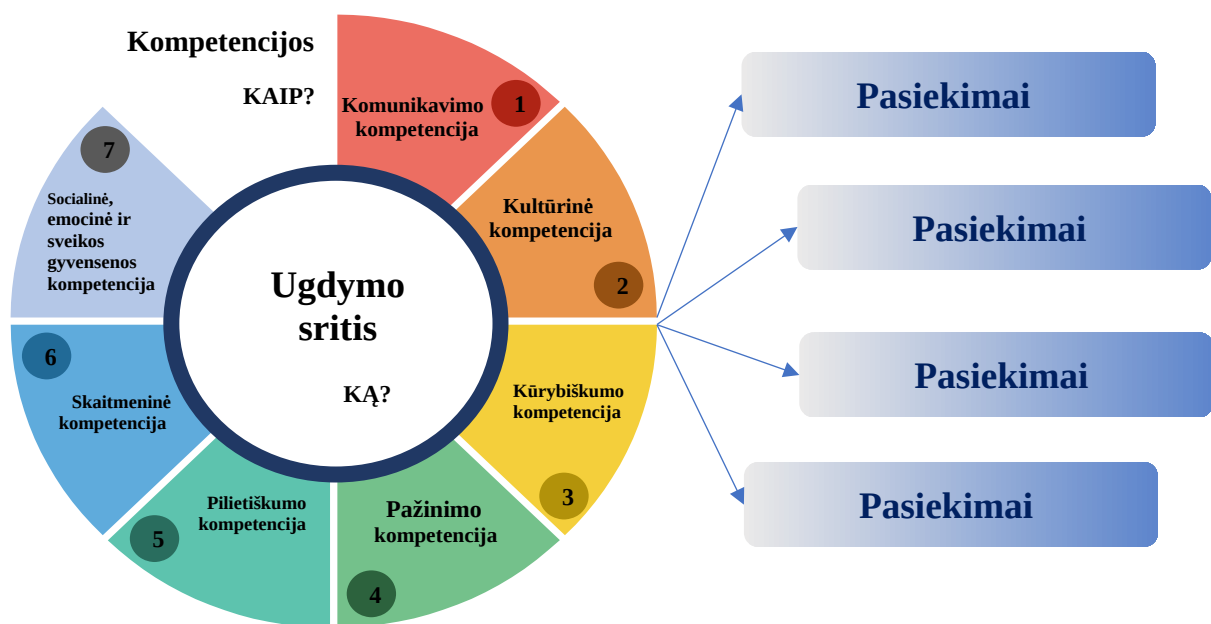 Kompetencijos
KAIP?
Komunikavimo
kompetencija
1
Kultūrinė
kompetencija
2
Kūrybiškumo
kompetencija
3
Pažinimo
kompetencija
4
Pilietiškumo
kompetencija
5
Skaitmeninė
kompetencija
6
7
Socialinė,
emocinė ir
sveikos
gyvensenos
kompetencija
Ugdymo
sritis
KĄ?
Pasiekimai
Pasiekimai
Pasiekimai
Pasiekimai